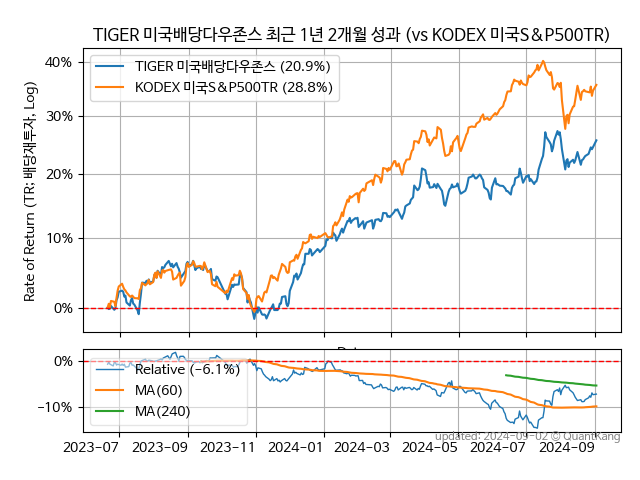 TIGER 미국배당다우존스 최근 1년 2개월 성과 (vs KODEX 미국S&P500TR)
Rate of Return (TR: 배당재투자, Log)
40%
30%
20%
10%
0%
TIGER 미국배당다우존스 (20.9%)
KODEX 미국S&P500TR (28.8%)
0%
−10%
Relative (−6.1%)
MA(60)
MA(240)
updated: 2024-09-02 © QuantKang
2023-07 2023-09 2023-11 2024-01 2024-03 2024-05 2024-07 2024-09